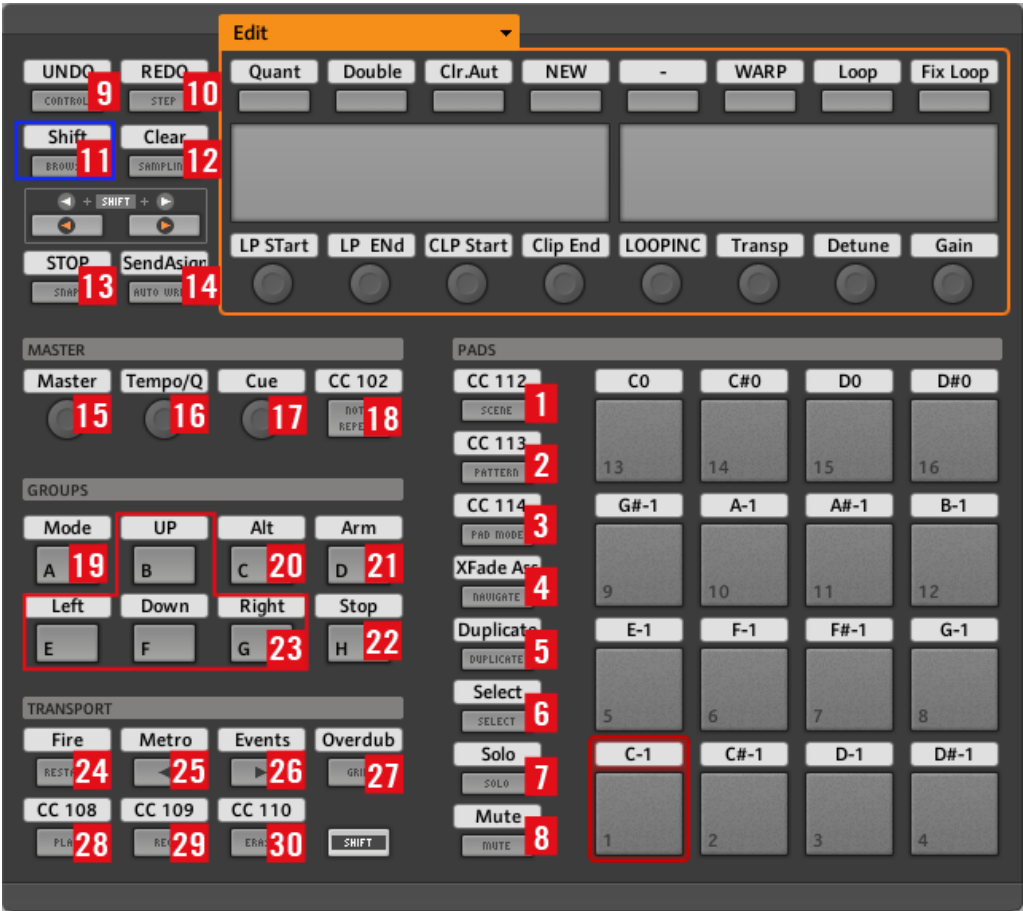 Edit
UNDO REDO Quant Double Clr.Aut NEW - WARP Loop Fix Loop
CONTROL 9 STEP 10
Shift Clear
BROWS 11 SAMPLIN 12
+ SHIFT +
LP STart LP ENd CLP Start Clip End LOOPINC Transp Detune Gain
STOP SendAsign
SNAP 13 AUTO WRI 14
MASTER PADS
Master Tempo/Q Cue CC 102 CC 112 C0 C#0 D0 D#0
15 16 17 NOT REPE 18 SCENE 1
CC 113
PATTERN 2 13 14 15 16
GROUPS
CC 114 G#-1 A-1 A#-1 B-1
Mode UP Alt Arm PAD MODE 3
A 19 B C 20 D 21 XFade Ass
NAVIGATE 4 9 10 11 12
Left Down Right Stop
E F G 23 H 22 Duplicate E-1 F-1 F#-1 G-1
DUPLICATE 5
Select
TRANSPORT
SELECT 6 5 6 7 8
Fire Metro Events Overdub Solo C-1 C#-1 D-1 D#-1
RESTA 24 25 26 GRID 27 SOLO 7
CC 108 CC 109 CC 110 Mute
PLA 28 REC 29 ERA 30 SHIFT MUTE 8 1 2 3 4